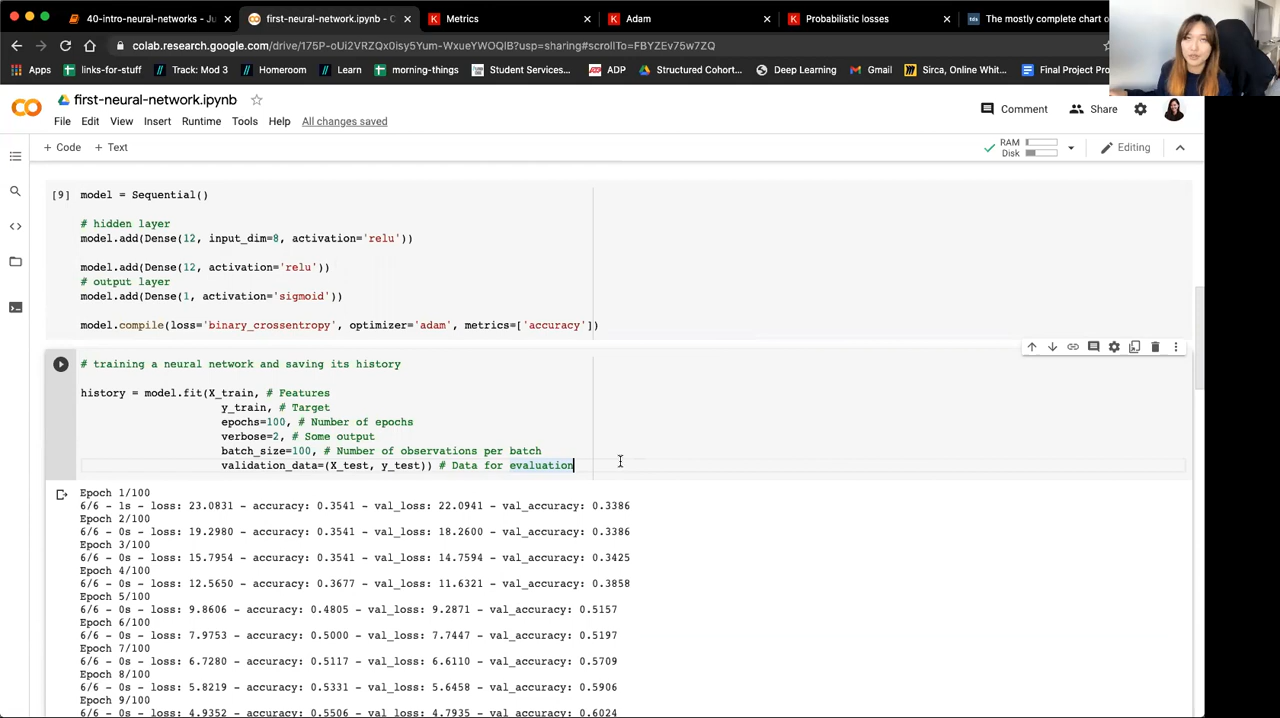 40-intro-neural-networks - Ju
first-neural-network.ipynb - C
Metrics
Adam
Probabilistic losses
The mostly complete chart o
colab.research.google.com/drive/175P-oUi2VRZQx0isy5Yum-WxueYWOQIB?usp=sharing#scrollTo=FBYZEv75w7ZQ
Apps
links-for-stuff
Track: Mod 3
Homeroom
Learn
morning-things
Student Services...
ADP
Structured Cohort...
Deep Learning
Gmail
Sirca, Online Whit...
Final Project Pro
first-neural-network.ipynb
Comment
Share
File Edit View Insert Runtime Tools Help All changes saved
+ Code + Text
RAM
Disk
Editing
[9] model = Sequential()
# hidden layer
model.add(Dense(12, input_dim=8, activation='relu'))
model.add(Dense(12, activation='relu'))
# output layer
model.add(Dense(1, activation='sigmoid'))
model.compile(loss='binary_crossentropy', optimizer='adam', metrics=['accuracy'])
# training a neural network and saving its history
history = model.fit(X_train, # Features
y_train, # Target
epochs=100, # Number of epochs
verbose=2, # Some output
batch_size=100, # Number of observations per batch
validation_data=(X_test, y_test)) # Data for evaluation
Epoch 1/100
6/6 - 1s - loss: 23.0831 - accuracy: 0.3541 - val_loss: 22.0941 - val_accuracy: 0.3386
Epoch 2/100
6/6 - 0s - loss: 19.2980 - accuracy: 0.3541 - val_loss: 18.2600 - val_accuracy: 0.3386
Epoch 3/100
6/6 - 0s - loss: 15.7954 - accuracy: 0.3541 - val_loss: 14.7594 - val_accuracy: 0.3425
Epoch 4/100
6/6 - 0s - loss: 12.5650 - accuracy: 0.3677 - val_loss: 11.6321 - val_accuracy: 0.3858
Epoch 5/100
6/6 - 0s - loss: 9.8606 - accuracy: 0.4805 - val_loss: 9.2871 - val_accuracy: 0.5157
Epoch 6/100
6/6 - 0s - loss: 7.9753 - accuracy: 0.5000 - val_loss: 7.7447 - val_accuracy: 0.5197
Epoch 7/100
6/6 - 0s - loss: 6.7280 - accuracy: 0.5117 - val_loss: 6.6110 - val_accuracy: 0.5709
Epoch 8/100
6/6 - 0s - loss: 5.8219 - accuracy: 0.5331 - val_loss: 5.6458 - val_accuracy: 0.5906
Epoch 9/100
6/6 - 0s - loss: 4.9352 - accuracy: 0.5506 - val_loss: 4.7935 - val_accuracy: 0.6024